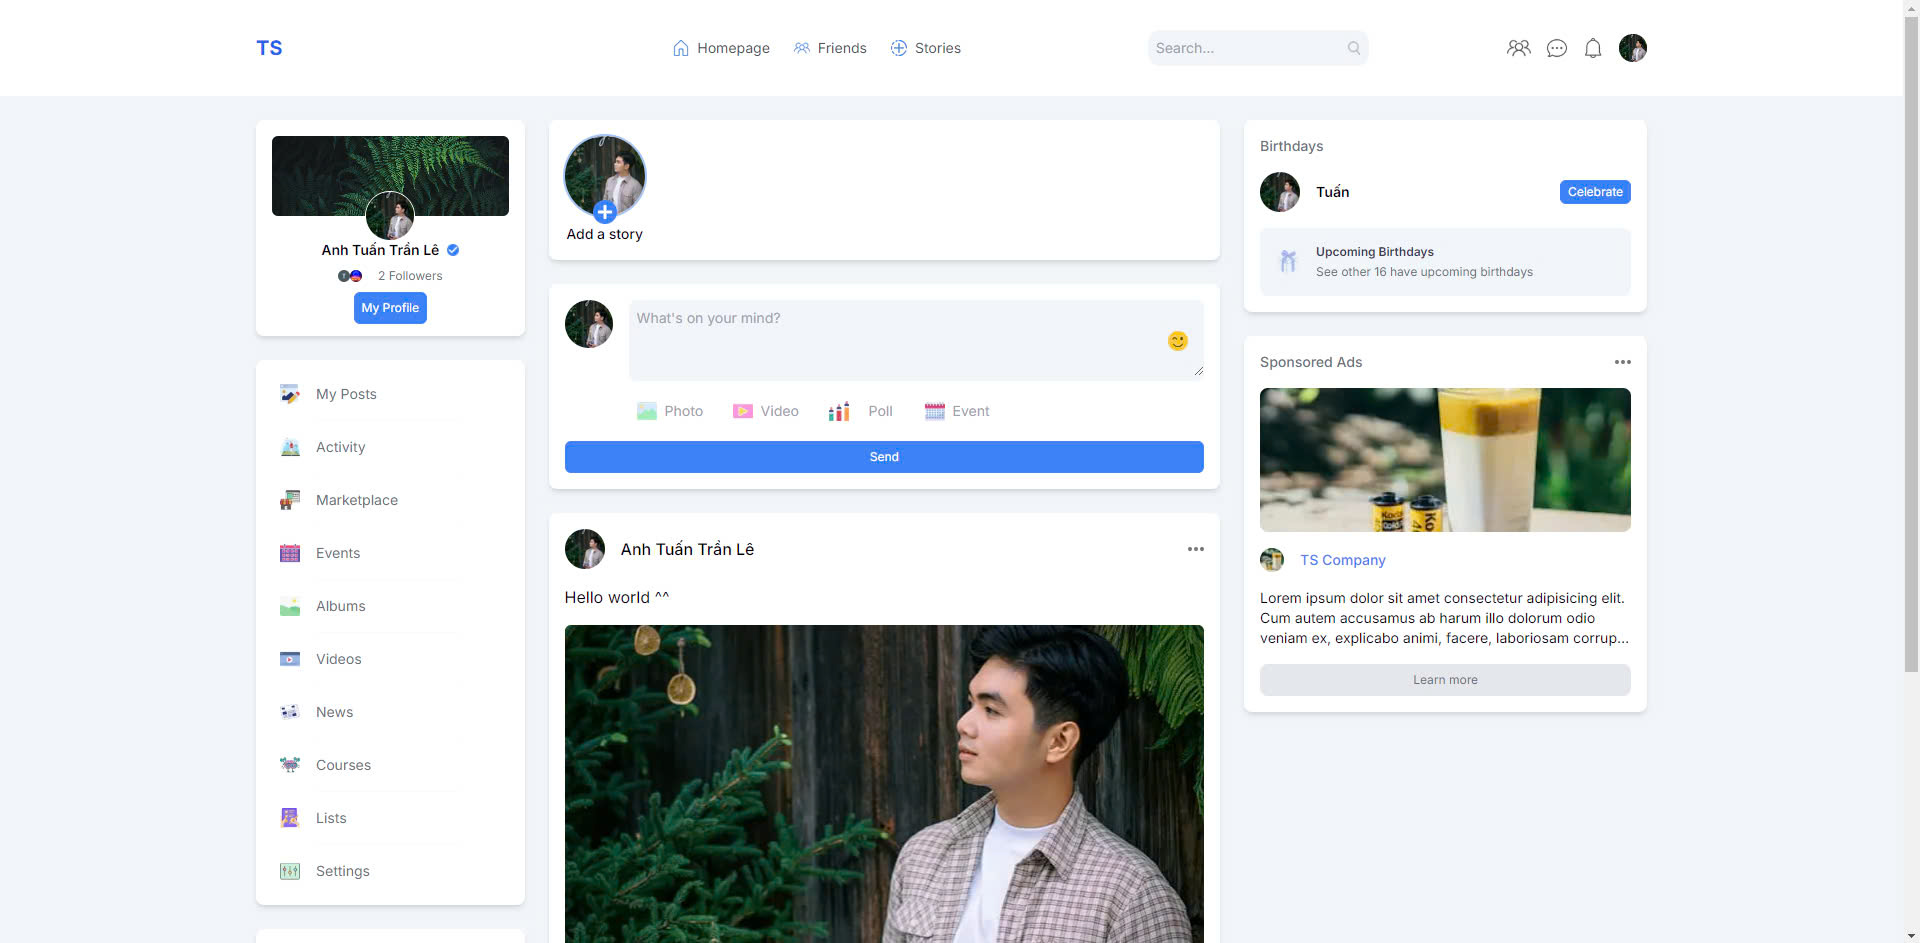 TS
Homepage
Friends
Stories
Search...
Anh Tuấn Trần Lê
2 Followers
My Profile
My Posts
Activity
Marketplace
Events
Albums
Videos
News
Courses
Lists
Settings
Add a story
What's on your mind?
Photo
Video
Poll
Event
Send
Anh Tuấn Trần Lê
Hello world ^^
Birthdays
Tuấn
Celebrate
Upcoming Birthdays
See other 16 have upcoming birthdays
Sponsored Ads
TS Company
Lorem ipsum dolor sit amet consectetur adipisicing elit.
Cum autem accusamus ab harum illo dolorum odio
veniam ex, explicabo animi, facere, laboriosam corrup...
Learn more